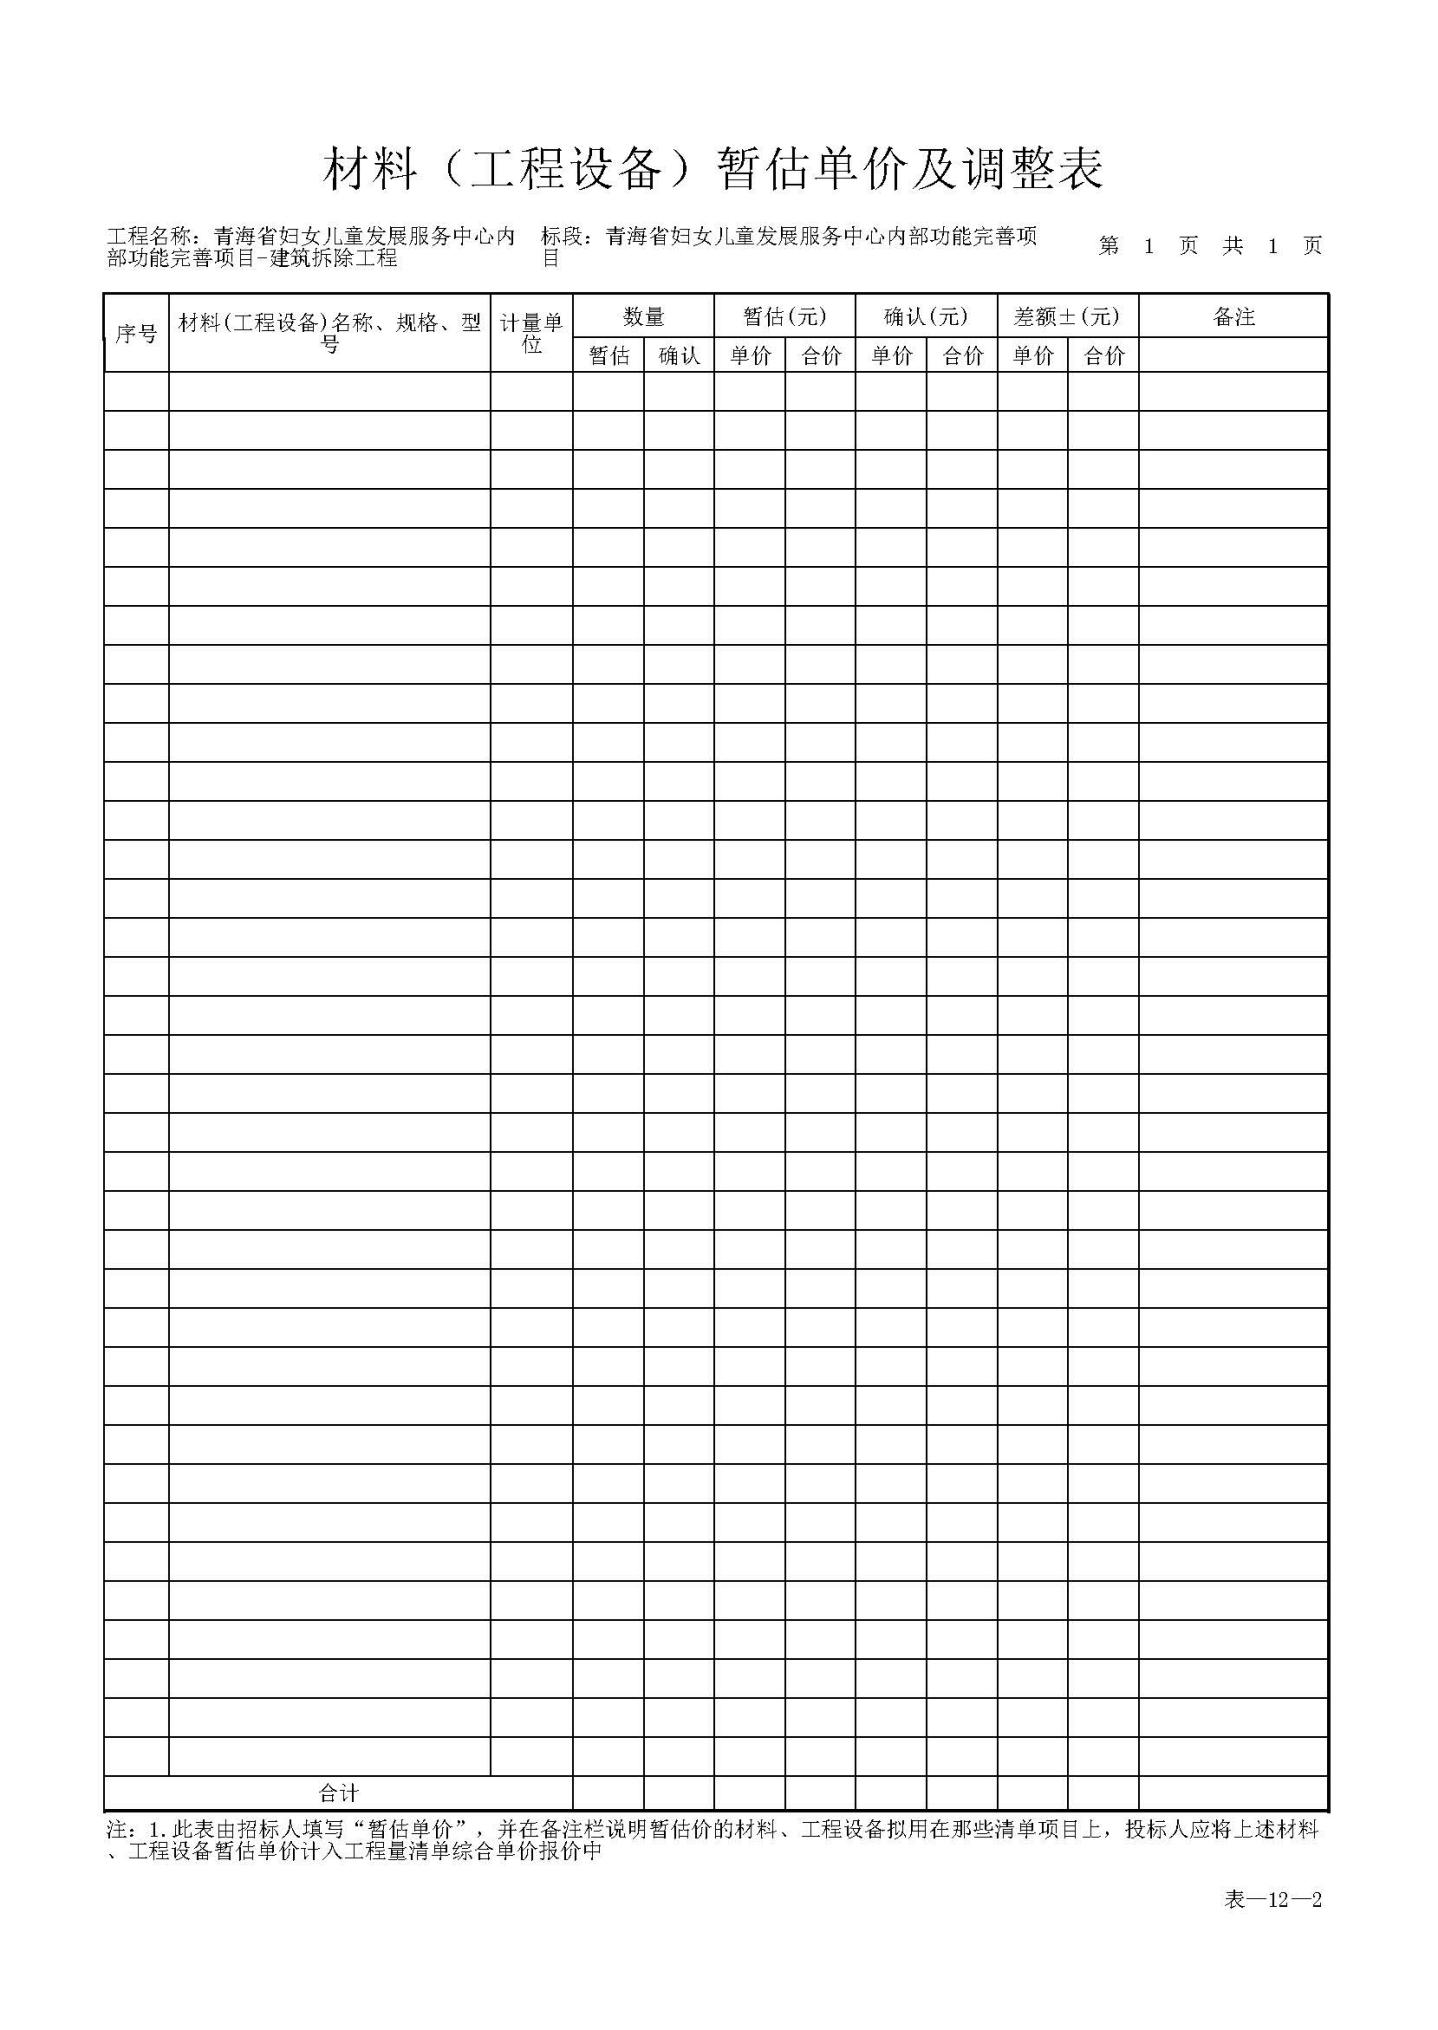 材料（工程设备）暂估单价及调整表
工程名称：青海省妇女儿童发展服务中心内
部功能完善项目-建筑拆除工程
标段：青海省妇女儿童发展服务中心内部功能完善项
目
第 1 页 共 1 页
序号
材料(工程设备)名称、规格、型
号
计量单
位
数量
暂估(元)
确认(元)
差额±(元)
备注
暂估 确认 单价 合价 单价 合价 单价 合价
合计
注：1.此表由招标人填写“暂估单价”，并在备注栏说明暂估价的材料、工程设备拟用在那些清单项目上，投标人应将上述材料
、工程设备暂估单价计入工程量清单综合单价报价中
表—12—2